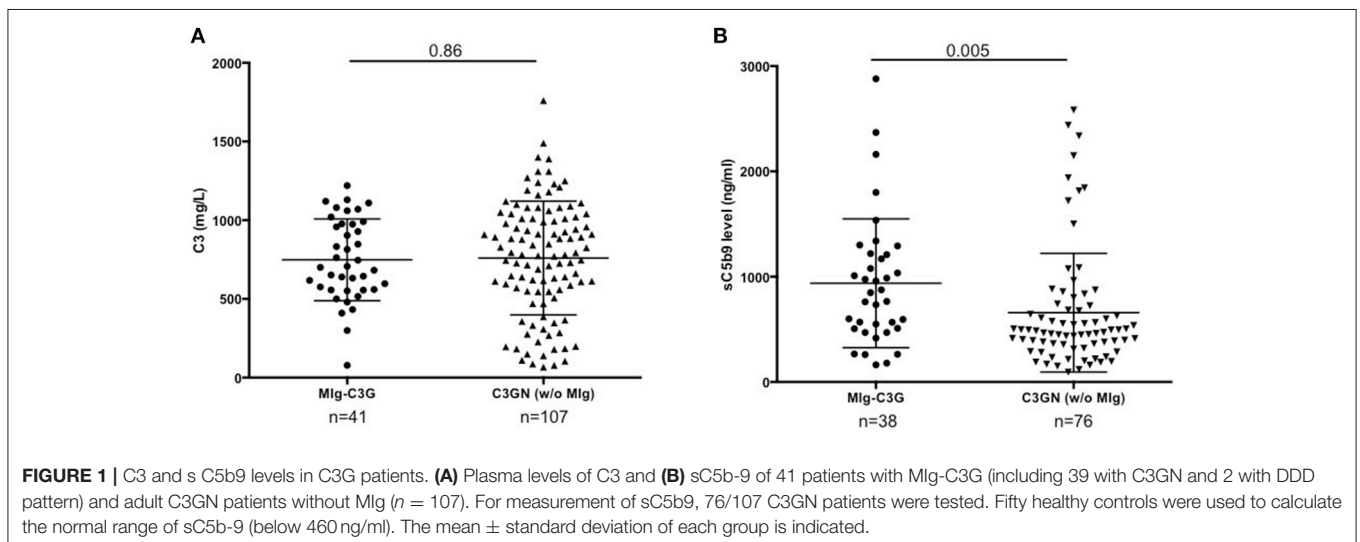 A
0.86
2000
1500
1000
500
0
C3 (mg/L)
MIg-C3G
C3GN (w/o MIg)
n=41
n=107
B
0.005
3000
2000
1000
0
sC5b9 level (ng/ml)
MIg-C3G
C3GN (w/o MIg)
n=38
n=76
FIGURE 1 | C3 and s C5b9 levels in C3G patients. (A) Plasma levels of C3 and (B) sC5b-9 of 41 patients with MIg-C3G (including 39 with C3GN and 2 with DDD
pattern) and adult C3GN patients without MIg (n = 107). For measurement of sC5b9, 76/107 C3GN patients were tested. Fifty healthy controls were used to calculate
the normal range of sC5b-9 (below 460 ng/ml). The mean ± standard deviation of each group is indicated.